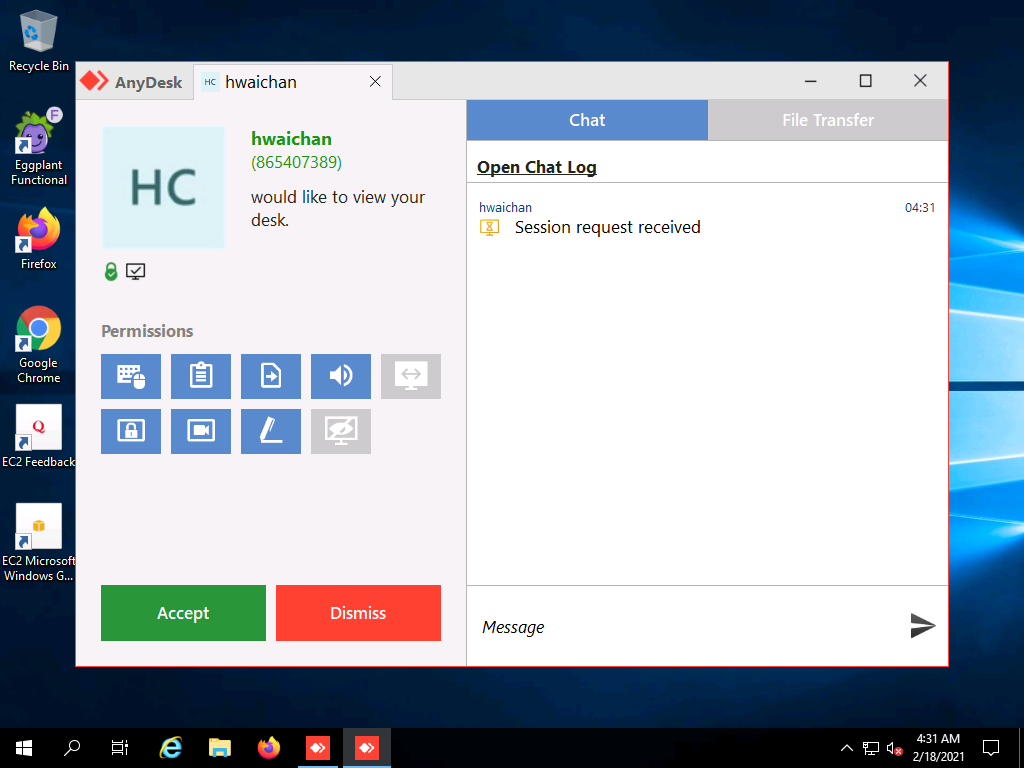 Recycle Bin
Eggplant
Functional
Firefox
Google
Chrome
EC2 Feedback
EC2 Microsoft
Windows G...
AnyDesk
HC
hwaichan
HC
hwaichan
(865407389)
would like to view your
desk.
Permissions
Accept
Dismiss
Chat
File Transfer
Open Chat Log
hwaichan
04:31
Session request received
Message
4:31 AM
2/18/2021
F
Q